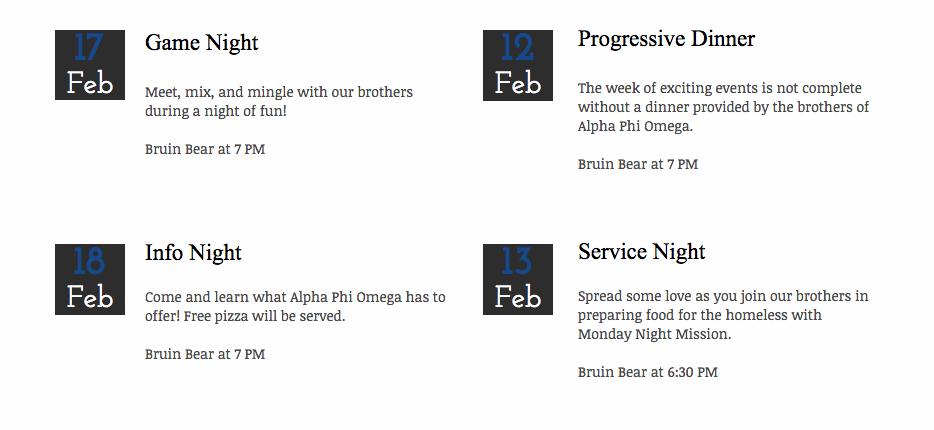 17
Feb
Game Night
Meet, mix, and mingle with our brothers
during a night of fun!
Bruin Bear at 7 PM
12
Feb
Progressive Dinner
The week of exciting events is not complete
without a dinner provided by the brothers of
Alpha Phi Omega.
Bruin Bear at 7 PM
18
Feb
Info Night
Come and learn what Alpha Phi Omega has to
offer! Free pizza will be served.
Bruin Bear at 7 PM
13
Feb
Service Night
Spread some love as you join our brothers in
preparing food for the homeless with
Monday Night Mission.
Bruin Bear at 6:30 PM